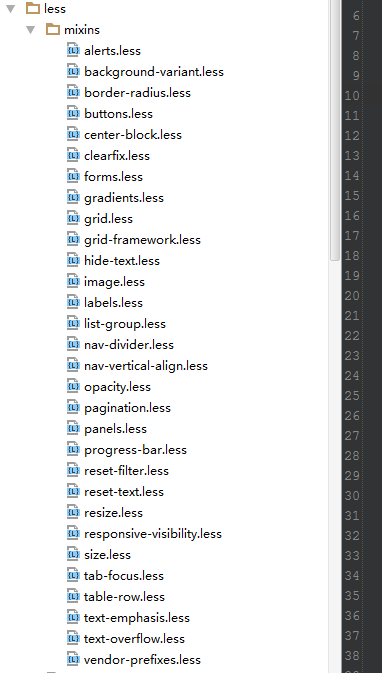 less
mixins
alerts.less
background-variant.less
border-radius.less
buttons.less
center-block.less
clearfix.less
forms.less
gradients.less
grid.less
grid-framework.less
hide-text.less
image.less
labels.less
list-group.less
nav-divider.less
nav-vertical-align.less
opacity.less
pagination.less
panels.less
progress-bar.less
reset-filter.less
reset-text.less
resize.less
responsive-visibility.less
size.less
tab-focus.less
table-row.less
text-emphasis.less
text-overflow.less
vendor-prefixes.less
6
7
8
9
10
11
12
13
14
15
16
17
18
19
20
21
22
23
24
25
26
27
28
29
30
31
32
33
34
35
36
37
38